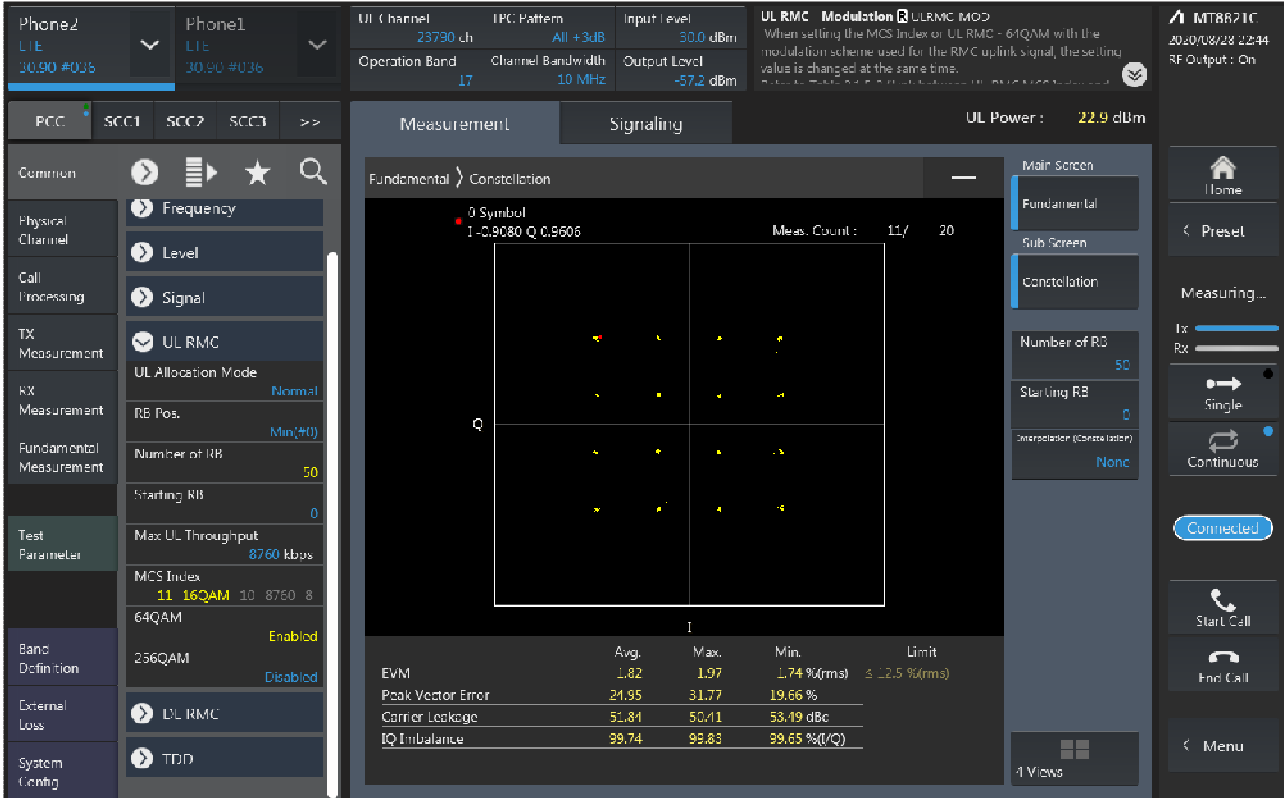 Phone2
LTE
30.90 #036
Phone1
LTE
30.90 #036
UL Channel
23790 ch
TPC Pattern
All +3dB
Input Level
30.0 dBm
Operation Band
17
Channel Bandwidth
10 MHz
Output Level
-57.2 dBm
UL RMC - Modulation R ULRMC_MOD
When setting the MCS Index or UL RMC - 64QAM with the
modulation scheme used for the RMC uplink signal, the setting
value is changed at the same time.
MT8821C
2020/08/28 22:44
RF Output : On
PCC
SCC1
SCC2
SCC3
>>
Measurement
Signaling
UL Power : 22.9 dBm
Common
Physical
Channel
Call
Processing
TX
Measurement
RX
Measurement
Fundamental
Measurement
Test
Parameter
Band
Definition
External
Loss
System
Config
Frequency
Level
Signal
UL RMC
UL Allocation Mode
Normal
RB Pos.
Min(#0)
Number of RB
50
Starting RB
0
Max UL Throughput
8760 kbps
MCS Index
11 16QAM 10 8760 8
64QAM
Enabled
256QAM
Disabled
DL RMC
TDD
Fundamental
Constellation
0 Symbol
I -0.9080 Q 0.9606
Meas. Count : 11/ 20
Q
I
Avg. Max. Min. Limit
EVM 1.82 1.97 1.74 %(rms) ≤ 12.5 %(rms)
Peak Vector Error 24.95 31.77 19.66 %
Carrier Leakage 51.84 50.41 53.49 dBc
IQ Imbalance 99.74 99.83 99.65 %(I/Q)
Main Screen
Fundamental
Sub Screen
Constellation
Number of RB
50
Starting RB
0
Interpolation (Constellation)
None
4 Views
Home
< Preset
Measuring...
Tx
Rx
Single
Continuous
Connected
Start Call
End Call
< Menu